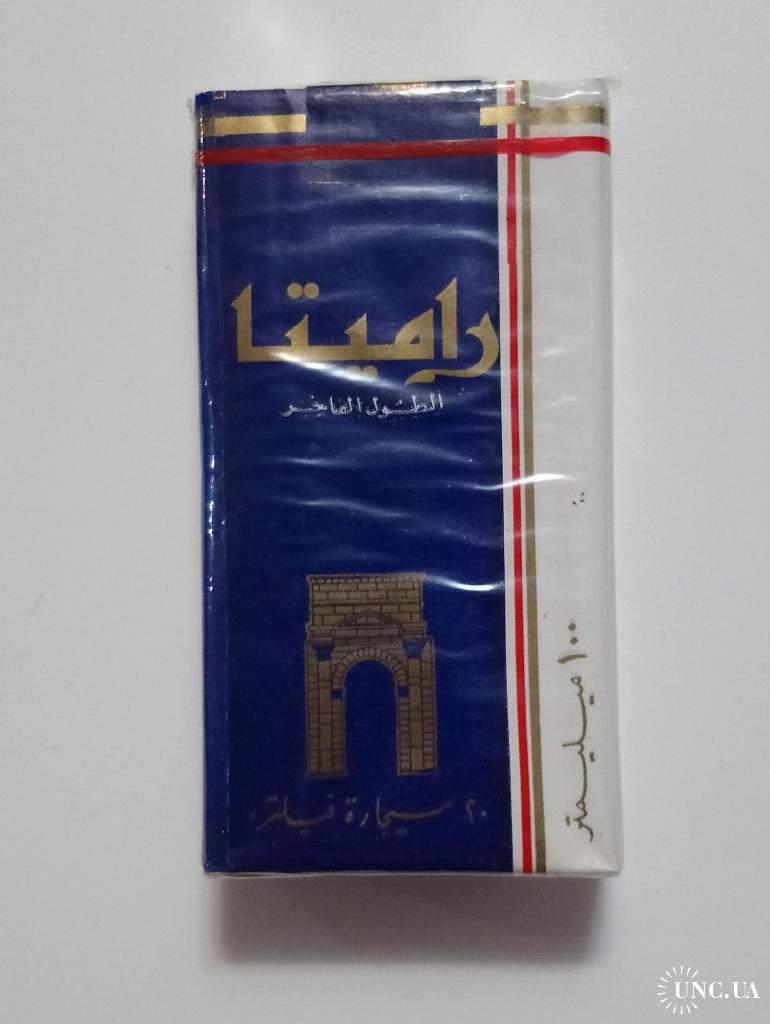 راميتا
الطول الفاخر
٢٠ سيجارة فيلتر
١٠٠ ميليمتر
UNC.UA